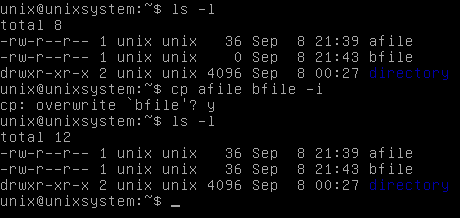 unix@unixsystem:~$ ls -l
total 8
-rw-r--r-- 1 unix unix   36 Sep  8 21:39 afile
-rw-r--r-- 1 unix unix    0 Sep  8 21:43 bfile
drwxr-xr-x 2 unix unix 4096 Sep  8 00:27 directory
unix@unixsystem:~$ cp afile bfile -i
cp: overwrite `bfile'? y
unix@unixsystem:~$ ls -l
total 12
-rw-r--r-- 1 unix unix   36 Sep  8 21:39 afile
-rw-r--r-- 1 unix unix   36 Sep  8 21:43 bfile
drwxr-xr-x 2 unix unix 4096 Sep  8 00:27 directory
unix@unixsystem:~$ _